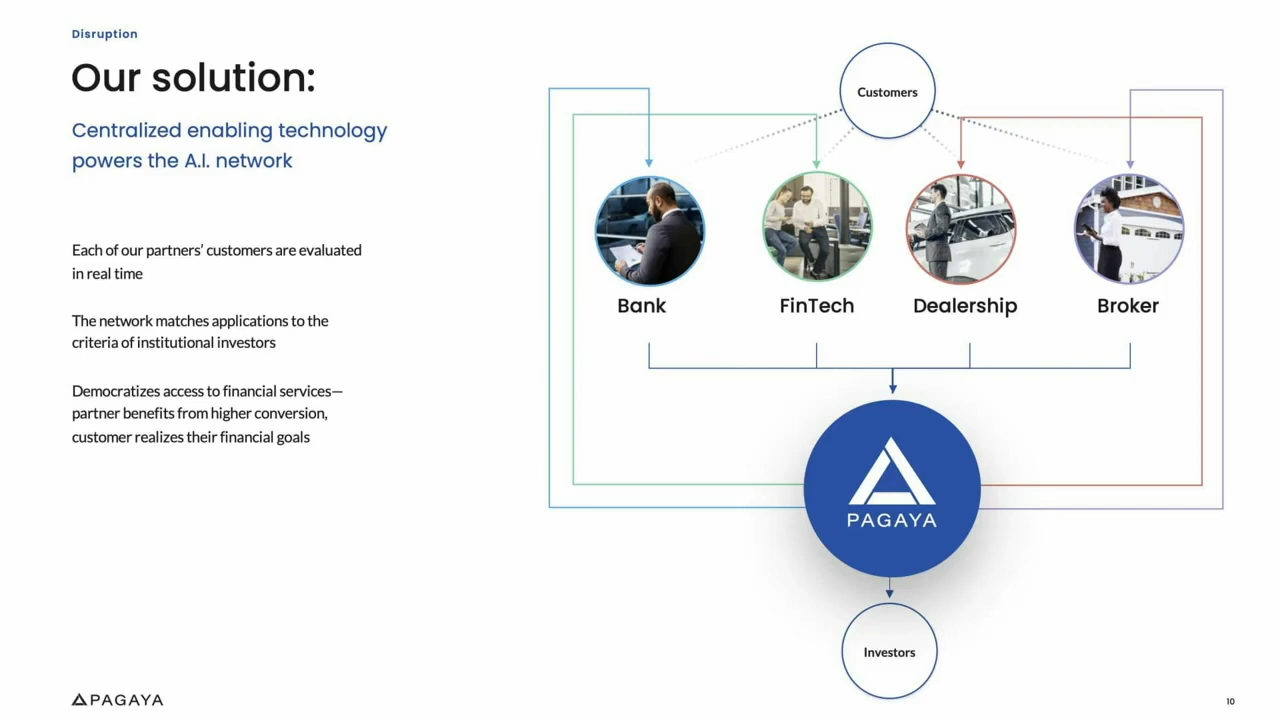 Disruption
Our solution:
Centralized enabling technology
powers the A.I. network
Each of our partners’ customers are evaluated
in real time
The network matches applications to the
criteria of institutional investors
Democratizes access to financial services—
partner benefits from higher conversion,
customer realizes their financial goals
Customers
Bank
FinTech
Dealership
Broker
PAGAYA
Investors
PAGAYA
10